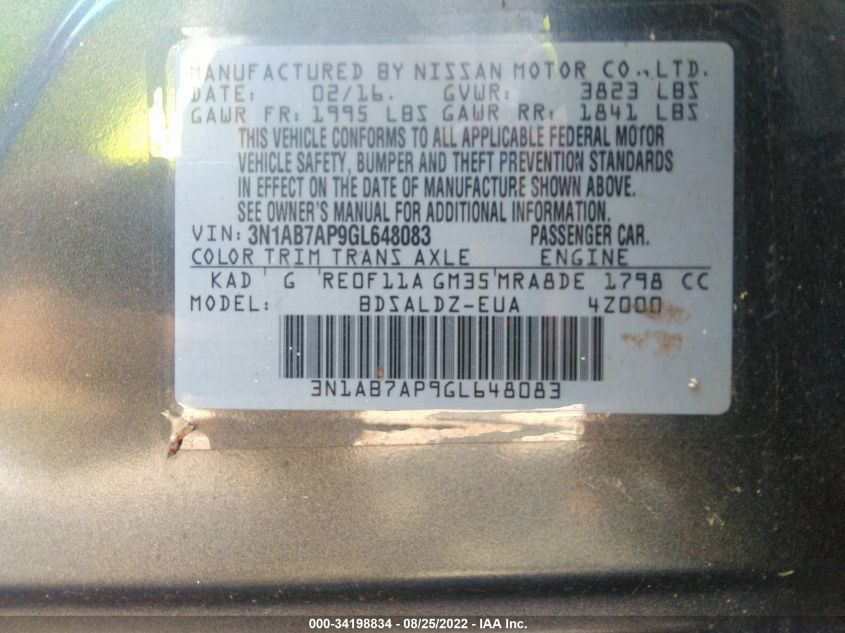 MANUFACTURED BY NISSAN MOTOR CO., LTD.
DATE: 02/16. GVWR: 3823 LBS
GAWR FR: 1995 LBS GAWR RR: 1841 LBS
THIS VEHICLE CONFORMS TO ALL APPLICABLE FEDERAL MOTOR
VEHICLE SAFETY, BUMPER AND THEFT PREVENTION STANDARDS
IN EFFECT ON THE DATE OF MANUFACTURE SHOWN ABOVE.
SEE OWNER'S MANUAL FOR ADDITIONAL INFORMATION.
VIN: 3N1AB7AP9GL648083 PASSENGER CAR.
COLOR TRIM TRANS AXLE ENGINE
KAD G RE0F11A GM35 MRA8DE 1798 CC
MODEL: BDSALDZ-EUA 4Z000
3N1AB7AP9GL648083
000-34198834 - 08/25/2022 - IAA Inc.